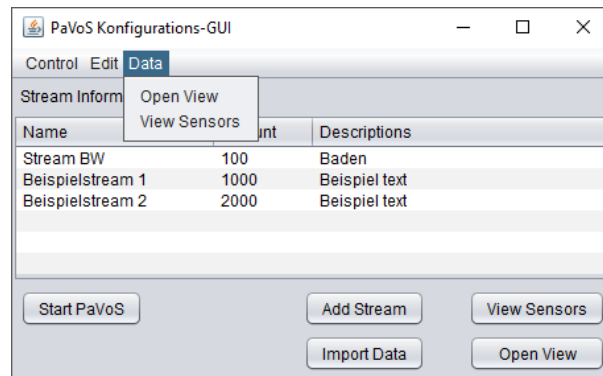 PaVoS Konfigurations-GUI
Control Edit Data
Stream Inform
Open View
View Sensors
Name unt Descriptions
Stream BW 100 Baden
Beispielstream 1 1000 Beispiel text
Beispielstream 2 2000 Beispiel text
Start PaVoS Add Stream View Sensors
Import Data Open View